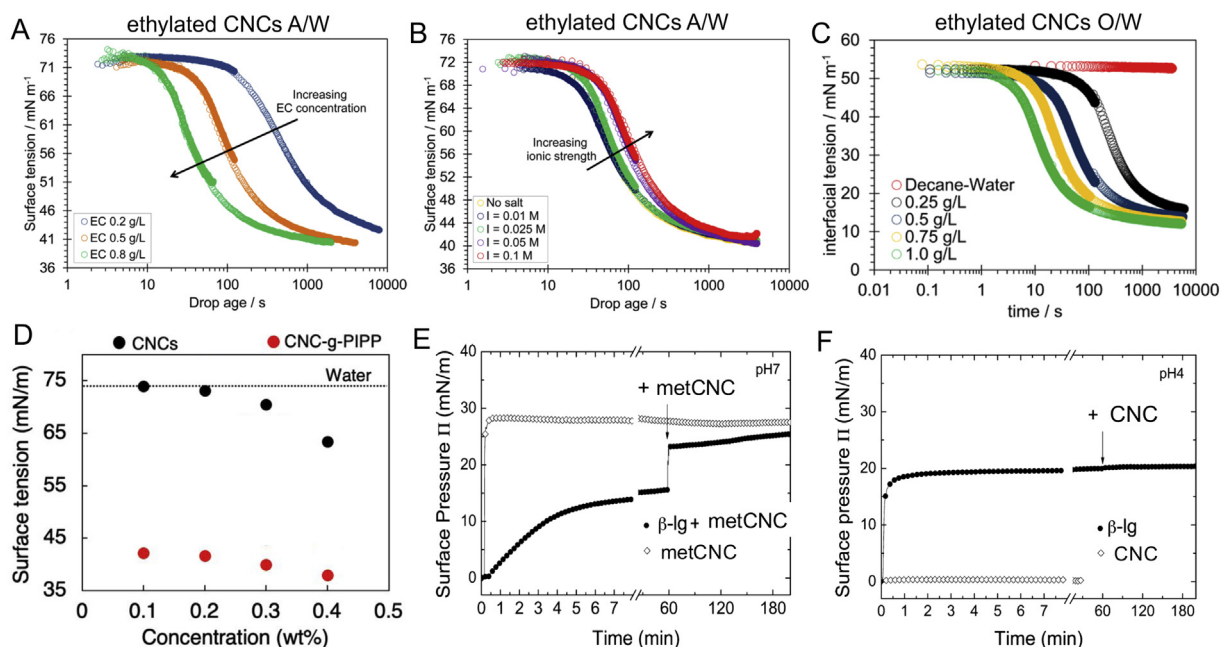 ethylated CNCs A/W
A
Surface tension / mN m⁻¹
76
71
66
61
56
51
46
41
36
Increasing
EC concentration
EC 0.2 g/L
EC 0.5 g/L
EC 0.8 g/L
1
10
100
1000
10000
Drop age / s
ethylated CNCs A/W
B
Surface tension / mN m⁻¹
76
72
68
64
60
56
52
48
44
40
36
Increasing
ionic strength
No salt
I = 0.01 M
I = 0.025 M
I = 0.05 M
I = 0.1 M
1
10
100
1000
10000
Drop age / s
ethylated CNCs O/W
C
interfacial tension / mN m⁻¹
60
50
40
30
20
10
0
Decane-Water
0.25 g/L
0.5 g/L
0.75 g/L
1.0 g/L
0.01
0.1
1
10
100
1000
10000
time / s
D
CNCs
CNC-g-PIPP
Water
Surface tension (mN/m)
75
65
55
45
35
0
0.1
0.2
0.3
0.4
0.5
Concentration (wt%)
E
Surface Pressure Π (mN/m)
40
30
20
10
0
pH7
+ metCNC
β-lg + metCNC
metCNC
0
1
2
3
4
5
6
7
60
120
180
Time (min)
F
Surface pressure Π (mN/m)
40
30
20
10
0
pH4
+ CNC
β-lg
CNC
0
1
2
3
4
5
6
7
60
120
180
Time (min)